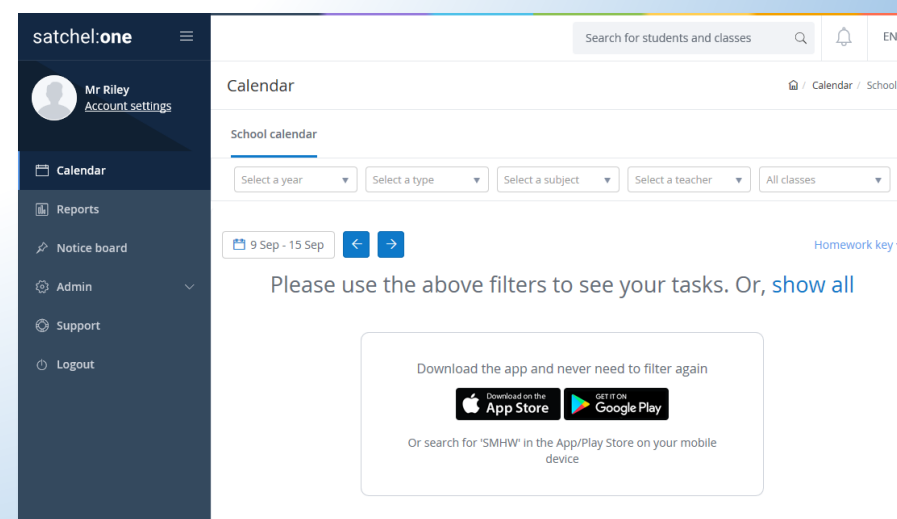 satchel:one
Search for students and classes
EN
Mr Riley
Account settings
Calendar
Calendar / School
School calendar
Calendar
Reports
Notice board
Admin
Support
Logout
Select a year
Select a type
Select a subject
Select a teacher
All classes
9 Sep - 15 Sep
Homework key
Please use the above filters to see your tasks. Or, show all
Download the app and never need to filter again
Download on the
App Store
GET IT ON
Google Play
Or search for 'SMHW' in the App/Play Store on your mobile
device